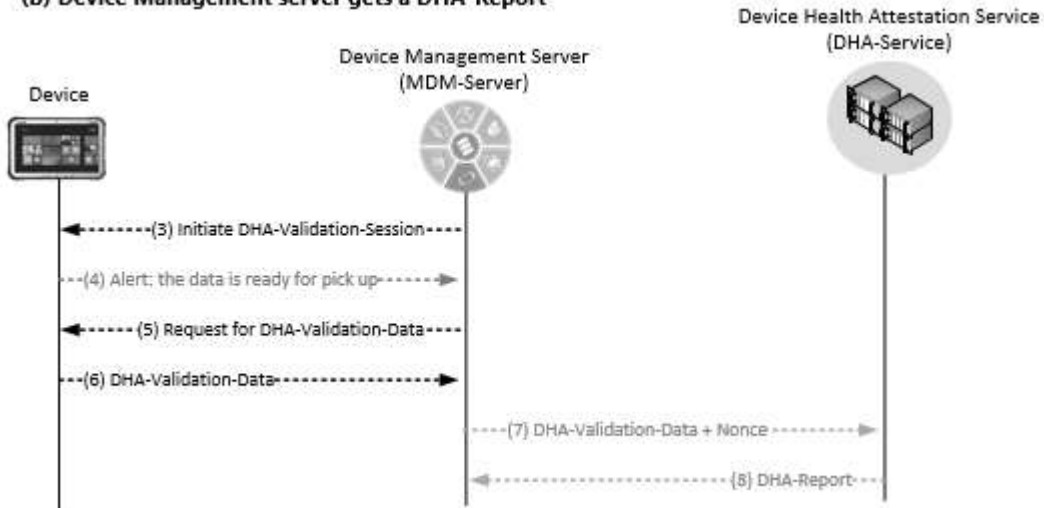 (b) Device Management server gets a DHA-Report
Device Health Attestation Service
(DHA-Service)
Device Management Server
(MDM-Server)
Device
(3) Initiate DHA-Validation-Session
(4) Alert: the data is ready for pick up
(5) Request for DHA-Validation-Data
(6) DHA-Validation-Data
(7) DHA-Validation-Data + Nonce
(8) DHA-Report